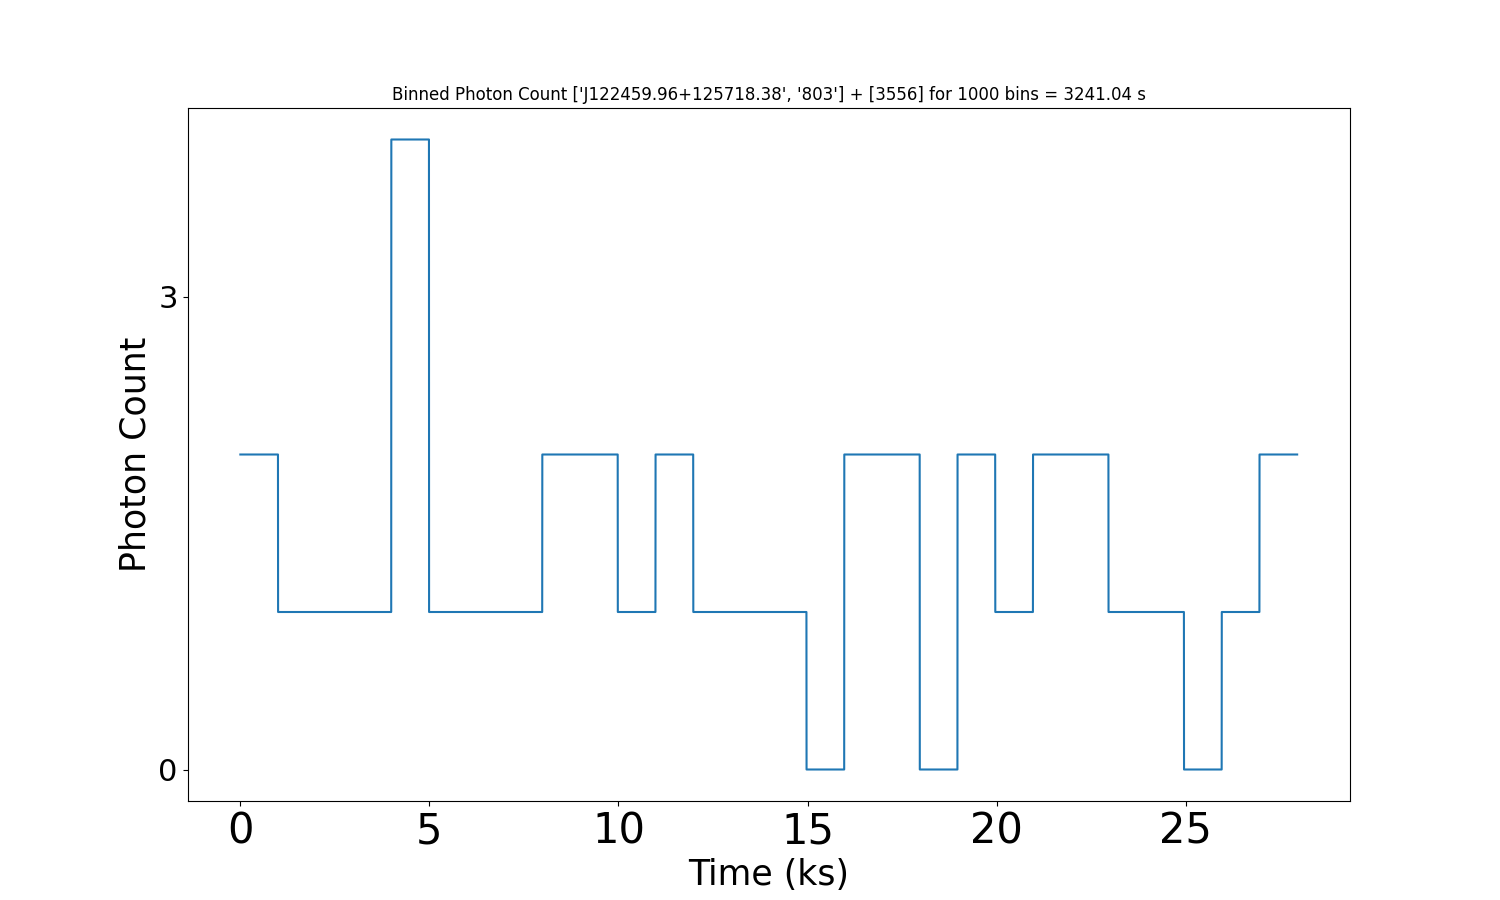 Binned Photon Count ['J122459.96+125718.38', '803'] + [3556] for 1000 bins = 3241.04 s
Photon Count
3
0
0 5 10 15 20 25
Time (ks)